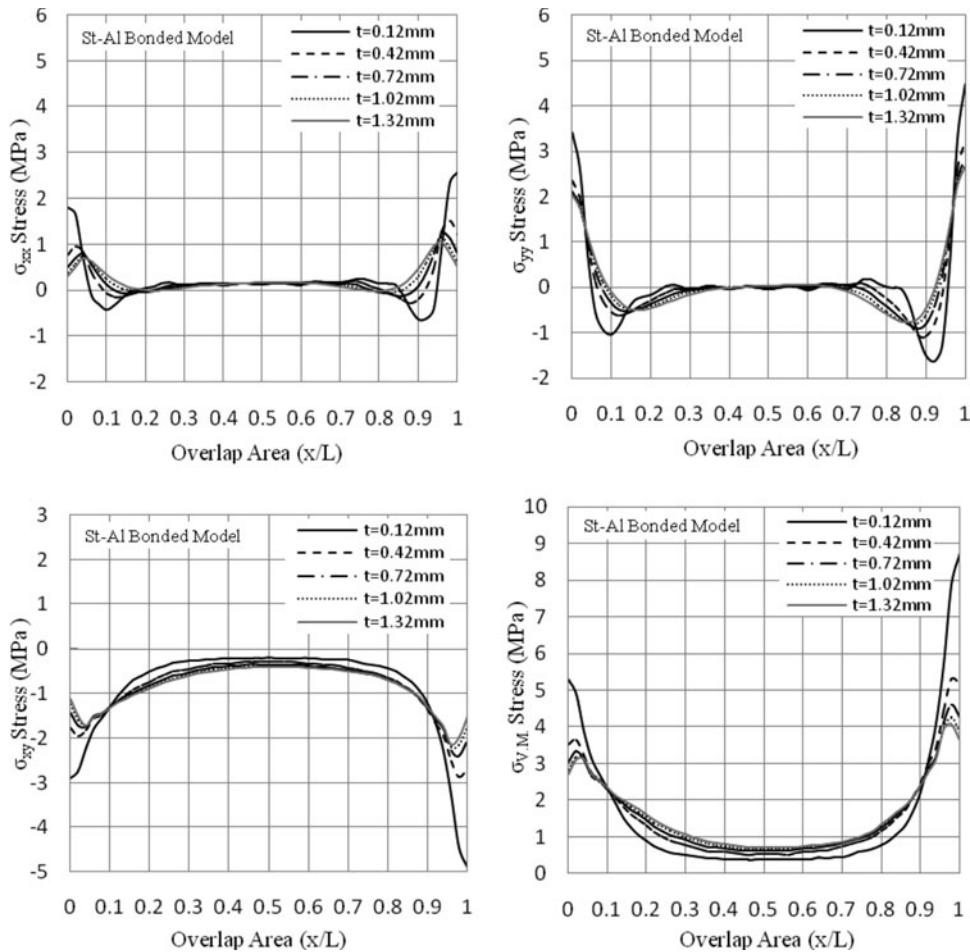 6
5
4
3
2
1
0
-1
-2
σxx Stress (MPa)
St-Al Bonded Model
t=0.12mm
t=0.42mm
t=0.72mm
t=1.02mm
t=1.32mm
0 0.1 0.2 0.3 0.4 0.5 0.6 0.7 0.8 0.9 1
Overlap Area (x/L)
6
5
4
3
2
1
0
-1
-2
σyy Stress (MPa)
St-Al Bonded Model
t=0.12mm
t=0.42mm
t=0.72mm
t=1.02mm
t=1.32mm
0 0.1 0.2 0.3 0.4 0.5 0.6 0.7 0.8 0.9 1
Overlap Area (x/L)
3
2
1
0
-1
-2
-3
-4
-5
σxy Stress (MPa)
St-Al Bonded Model
t=0.12mm
t=0.42mm
t=0.72mm
t=1.02mm
t=1.32mm
0 0.1 0.2 0.3 0.4 0.5 0.6 0.7 0.8 0.9 1
Overlap Area (x/L)
10
9
8
7
6
5
4
3
2
1
0
σV.M. Stress (MPa)
St-Al Bonded Model
t=0.12mm
t=0.42mm
t=0.72mm
t=1.02mm
t=1.32mm
0 0.1 0.2 0.3 0.4 0.5 0.6 0.7 0.8 0.9 1
Overlap Area (x/L)